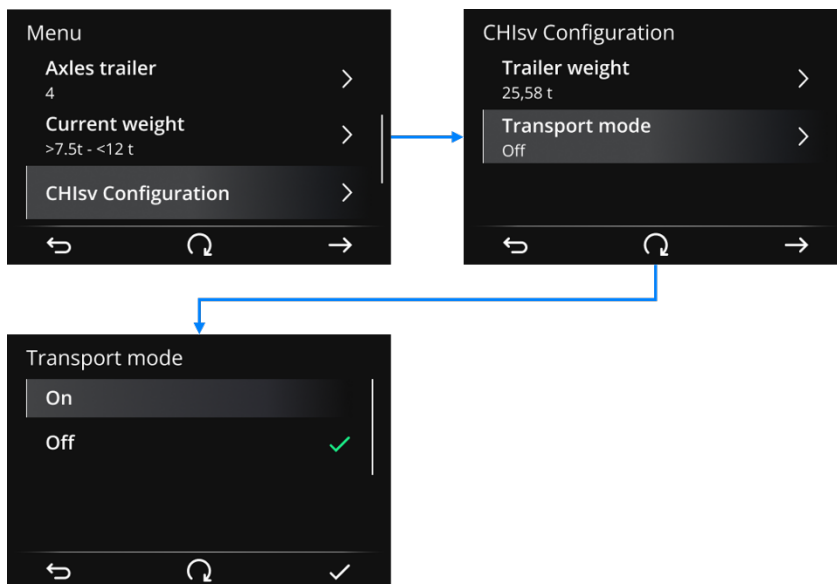 Menu
Axles trailer
4
Current weight
>7.5t - <12 t
CHIsv Configuration
CHIsv Configuration
Trailer weight
25,58 t
Transport mode
Off
Transport mode
On
Off